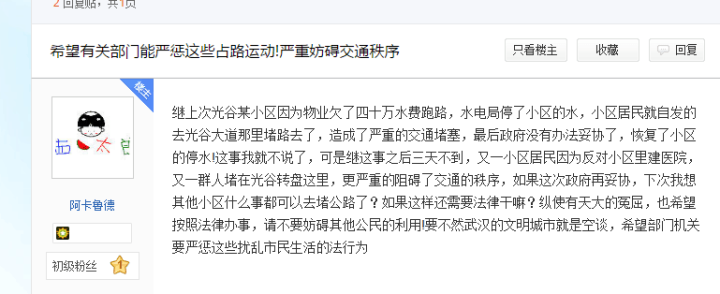 2 回复贴，共1页
希望有关部门能严惩这些占路运动!严重妨碍交通秩序
只看楼主
收藏
回复
楼主
继上次光谷某小区因为物业欠了四十万水费跑路，水电局停了小区的水，小区居民就自发的
去光谷大道那里堵路去了，造成了严重的交通堵塞，最后政府没有办法妥协了，恢复了小区
的停水!这事我就不说了，可是继这事之后三天不到，又一小区居民因为反对小区里建医院，
又一群人堵在光谷转盘这里，更严重的阻碍了交通的秩序，如果这次政府再妥协，下次我想
其他小区什么事都可以去堵公路了？如果这样还需要法律干嘛？纵使有天大的冤屈，也希望
按照法律办事，请不要妨碍其他公民的利用!要不然武汉的文明城市就是空谈，希望部门机关
要严惩这些扰乱市民生活的法行为
阿卡鲁德
初级粉丝 1